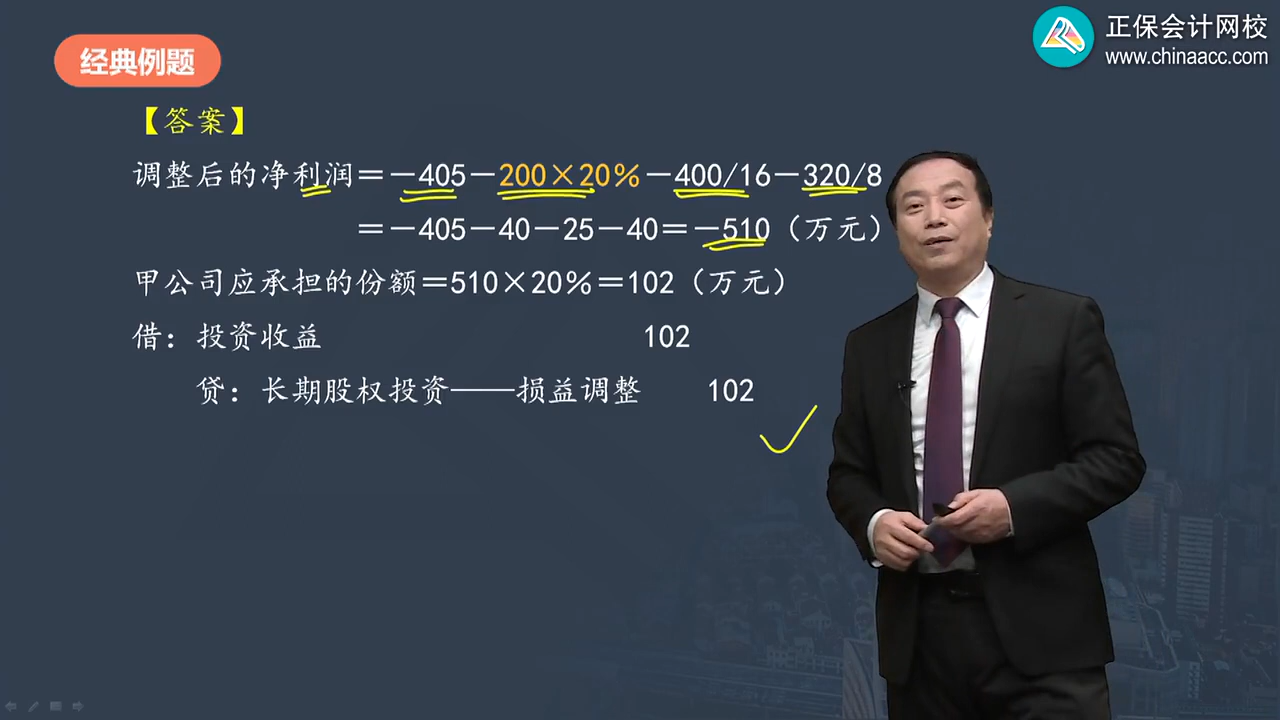 正保会计网校
www.chinaacc.com
经典例题
【答案】
调整后的净利润＝－405－200×20％－400/16－320/8
＝－405－40－25－40＝－510（万元）
甲公司应承担的份额＝510×20％＝102（万元）
借：投资收益 102
贷：长期股权投资——损益调整 102